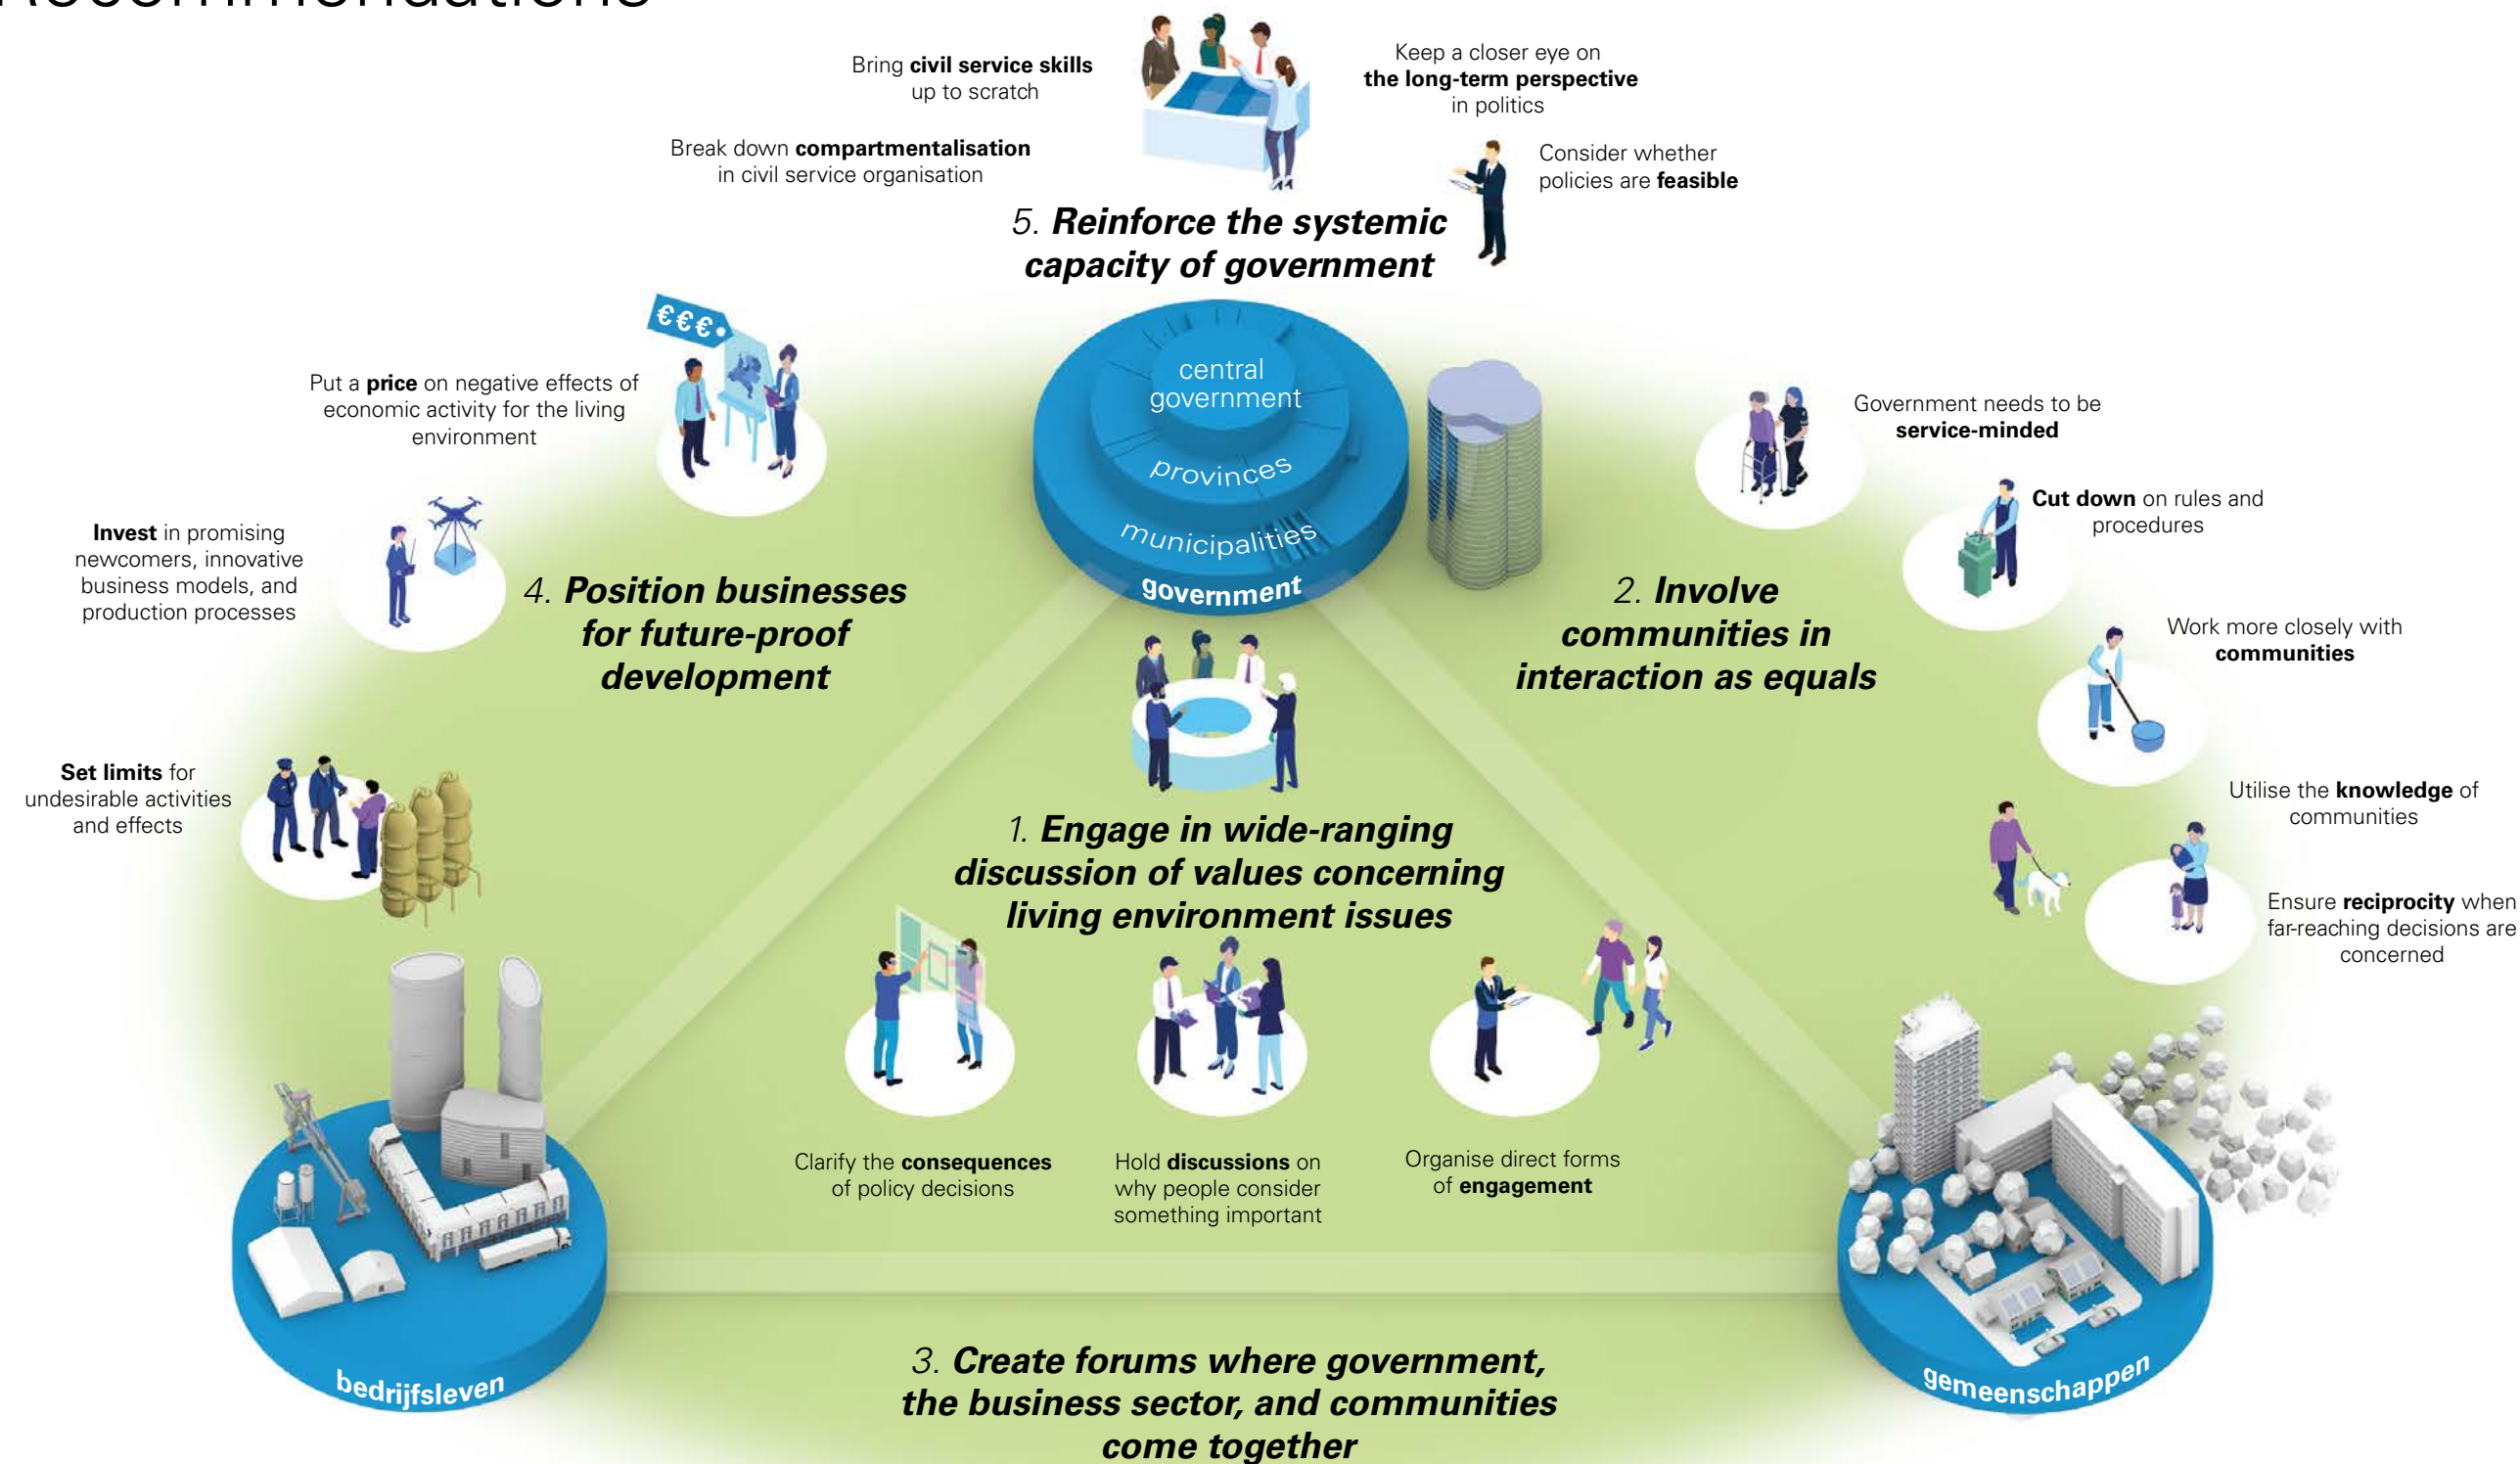 Recommendations
Bring civil service skills
up to scratch
Keep a closer eye on
the long-term perspective
in politics
Break down compartmentalisation
in civil service organisation
Consider whether
policies are feasible
5. Reinforce the systemic
capacity of government
€€€
Put a price on negative effects of
economic activity for the living
environment
Invest in promising
newcomers, innovative
business models, and
production processes
4. Position businesses
for future-proof
development
Set limits for
undesirable activities
and effects
central
government
provinces
municipalities
government
Government needs to be
service-minded
Cut down on rules and
procedures
2. Involve
communities in
interaction as equals
Work more closely with
communities
Utilise the knowledge of
communities
Ensure reciprocity when
far-reaching decisions are
concerned
1. Engage in wide-ranging
discussion of values concerning
living environment issues
Clarify the consequences
of policy decisions
Hold discussions on
why people consider
something important
Organise direct forms
of engagement
bedrijfsleven
gemeenschappen
3. Create forums where government,
the business sector, and communities
come together